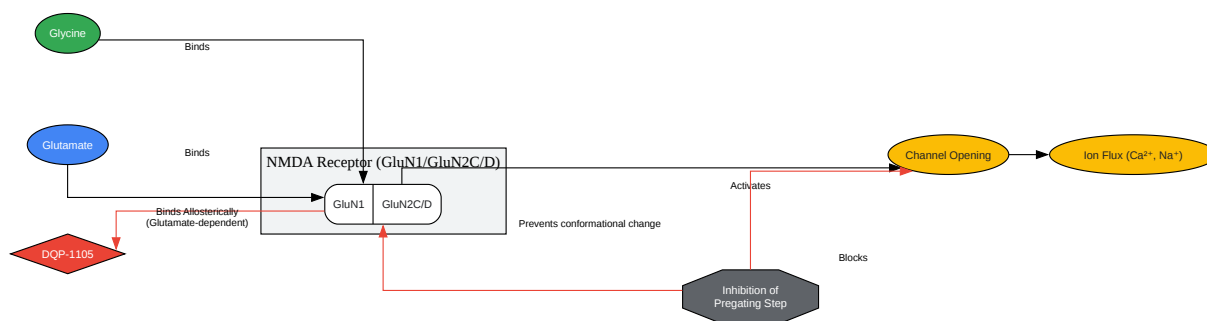 Glycine
Binds
Glutamate
Binds
NMDA Receptor (GluN1/GluN2C/D)
Channel Opening
Ion Flux (Ca²⁺, Na⁺)
Activates
GluN1
GluN2C/D
Binds Allosterically
(Glutamate-dependent)
Prevents conformational change
DQP-1105
Blocks
Inhibition of
Pregating Step